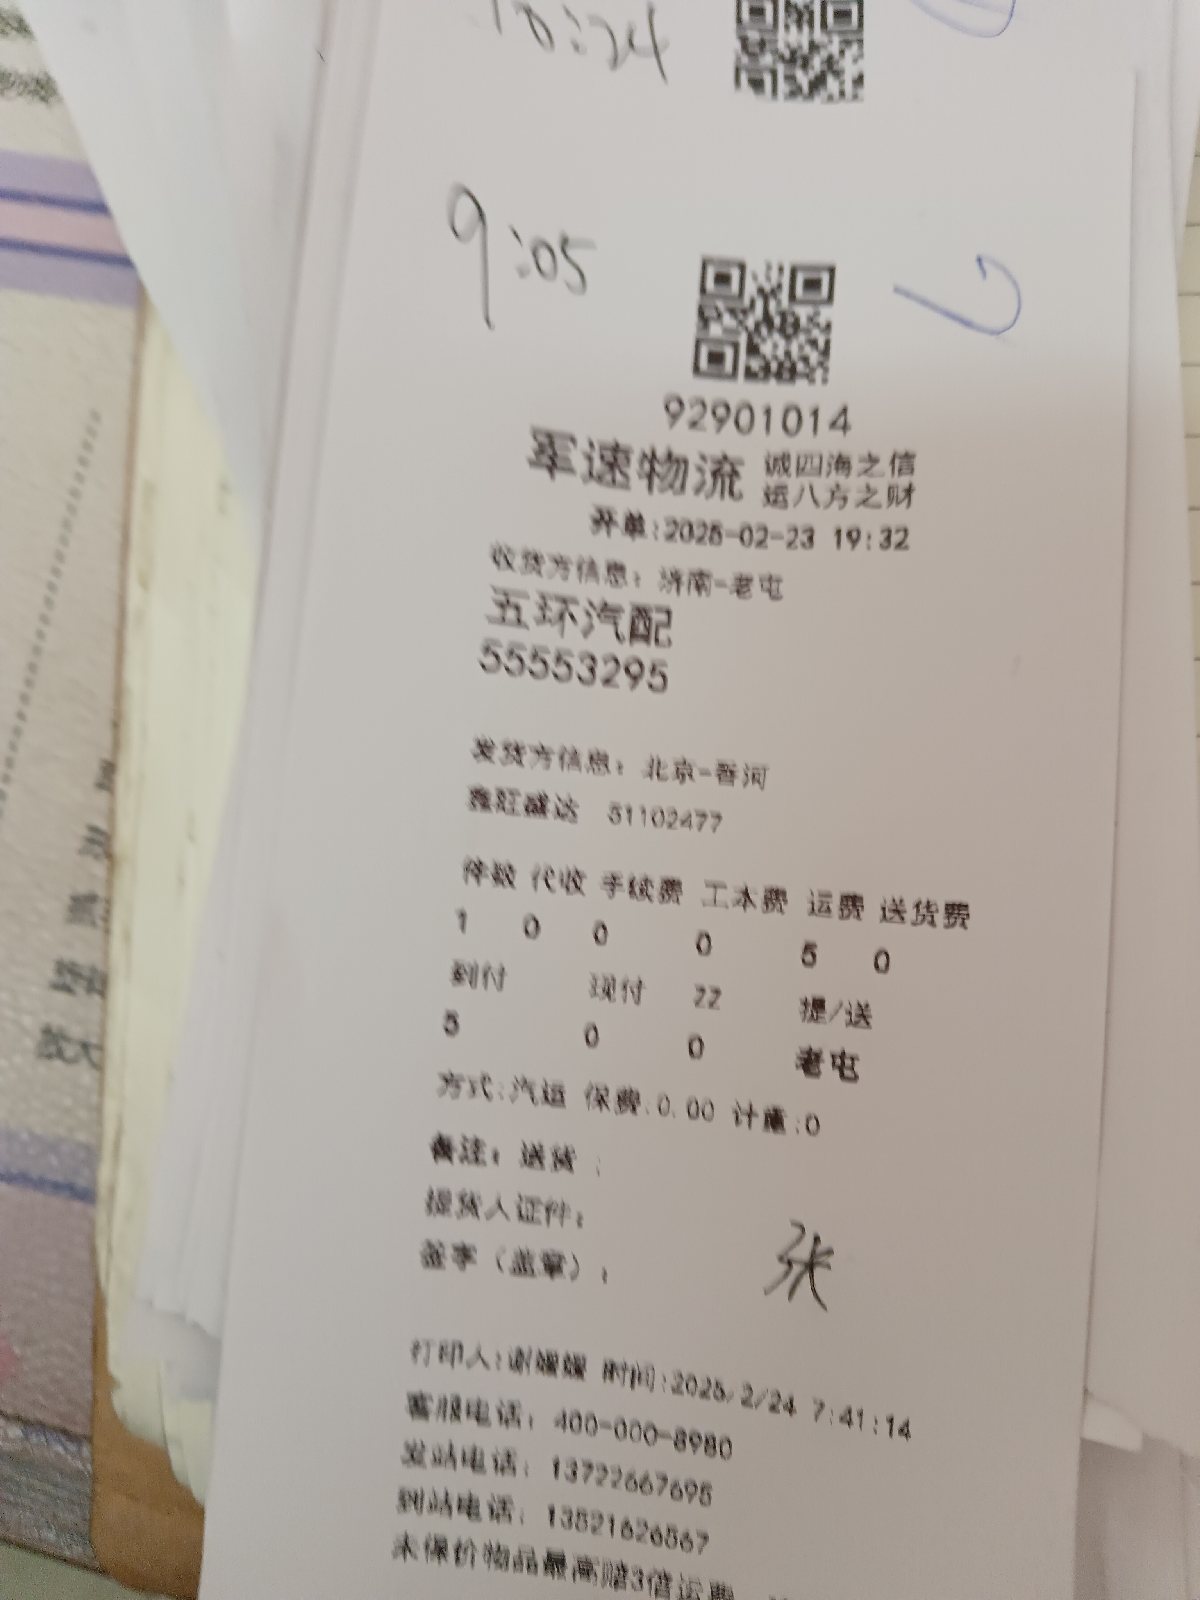 10:24
9:05
92901014
军速物流 诚四海之信
运八方之财
开单:2025-02-23 19:32
收货方信息：济南-老屯
五环汽配
55553295
发货方信息：北京-香河
鑫旺盛达 51102477
件数 代收 手续费 工本费 运费 送货费
1 0 0 0 5 0
到付 现付 ZZ 提/送
5 0 0 老屯
方式:汽运 保费:0.00 计重:0
备注：送货；
提货人证件：
签字（盖章）： 张
打印人:谢媛媛 时间:2025/2/24 7:41:14
客服电话：400-000-8980
发站电话：13722667695
到站电话：13521626567
未保价物品最高赔3倍运费